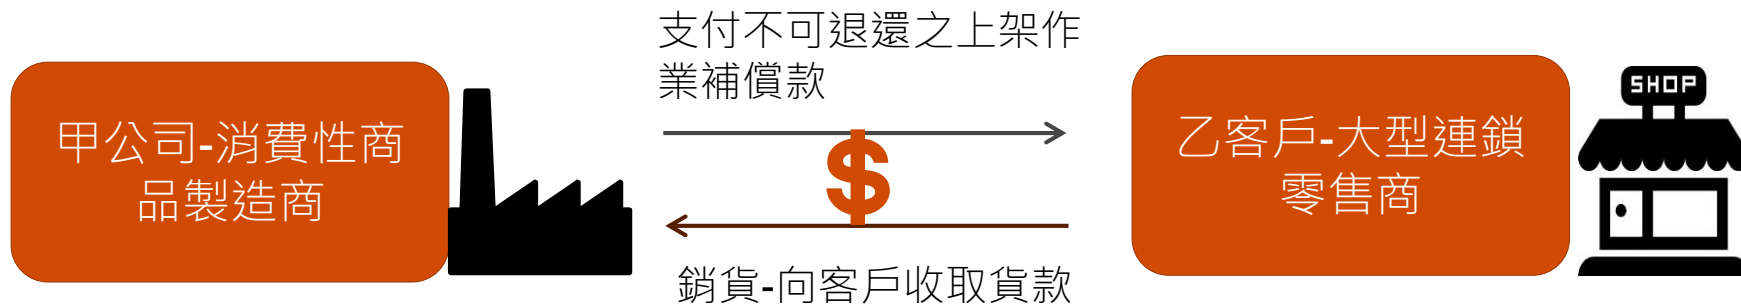 支付不可退還之上架作
業補償款
甲公司-消費性商
品製造商
乙客戶-大型連鎖
零售商
SHOP
$
銷貨-向客戶收取貨款